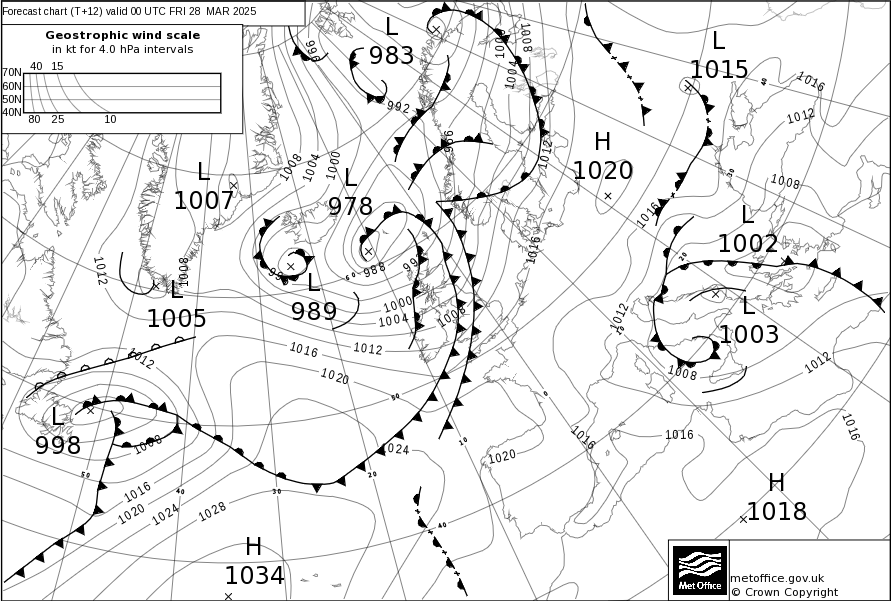 Forecast chart (T+12) valid 00 UTC FRI 28 MAR 2025
Geostrophic wind scale
in kt for 4.0 hPa intervals
40 15
70N
60N
50N
40N
80 25 10
L
983
996
992
1008
1008
1004
L
1015
40
1016
1012
H
1020
1012
996
1008
1004
1000
L
1007
L
978
30
1008
1016
L
1002
1016
20
1012
1008
L
1005
L
989
60
988
1000
1004
1008
1012
1016
1020
1012
L
1003
1008
1012
1012
L
998
1008
50
0
10
1016
1016
1016
1024
1020
20
30
40
50
1016
1020
1024
1028
40
H
1034
H
1018
Met Office
metoffice.gov.uk
© Crown Copyright